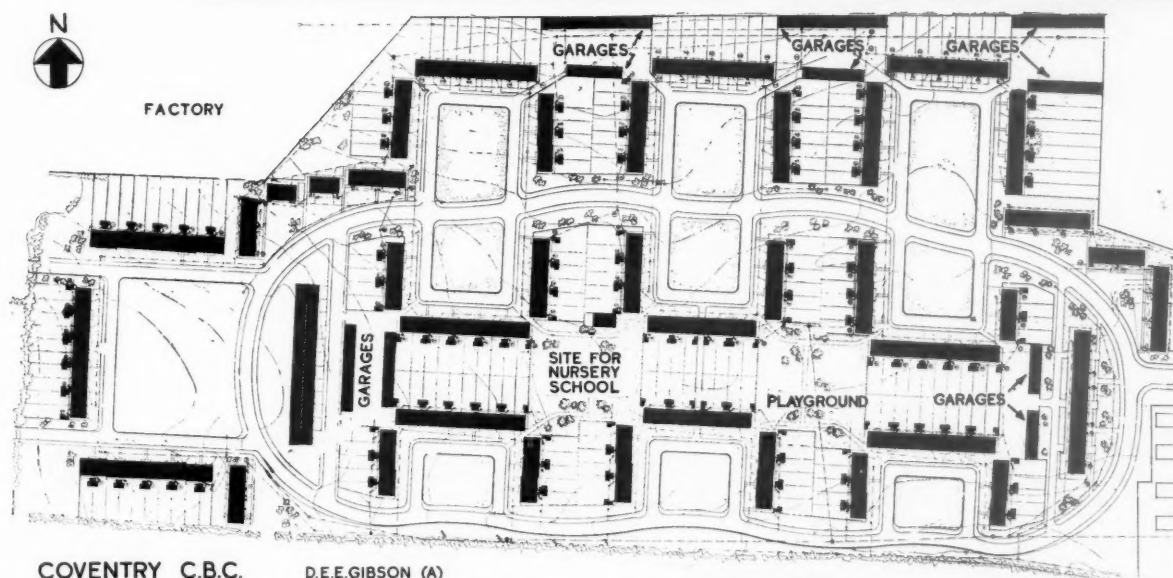 N
FACTORY
GARAGES
GARAGES
GARAGES
GARAGES
SITE FOR
NURSERY
SCHOOL
PLAYGROUND
GARAGES
COVENTRY C.B.C.
D.E.E.GIBSON (A)